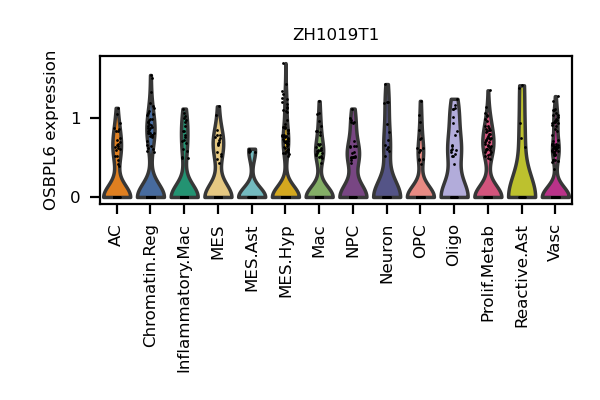 ZH1019T1
OSBPL6 expression
1
0
AC
Chromatin.Reg
Inflammatory.Mac
MES
MES.Ast
MES.Hyp
Mac
NPC
Neuron
OPC
Oligo
Prolif.Metab
Reactive.Ast
Vasc